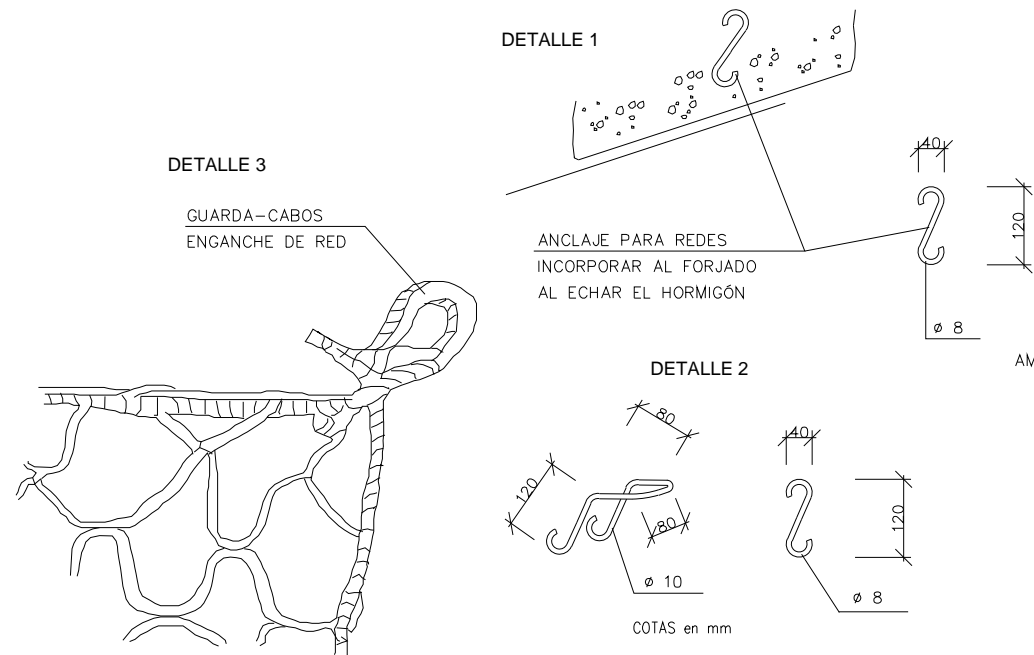 DETALLE 1
40
120
DETALLE 3
GUARDA-CABOS
ENGANCHE DE RED
ANCLAJE PARA REDES
INCORPORAR AL FORJADO
AL ECHAR EL HORMIGÓN
ø 8
AM
DETALLE 2
80
120
80
ø 10
40
120
ø 8
COTAS en mm